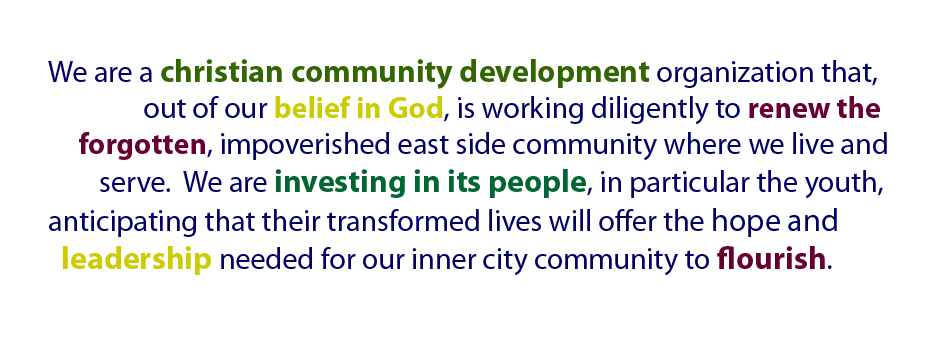 We are a christian community development organization that,
out of our belief in God, is working diligently to renew the
forgotten, impoverished east side community where we live and
serve.  We are investing in its people, in particular the youth,
anticipating that their transformed lives will offer the hope and
leadership needed for our inner city community to flourish.